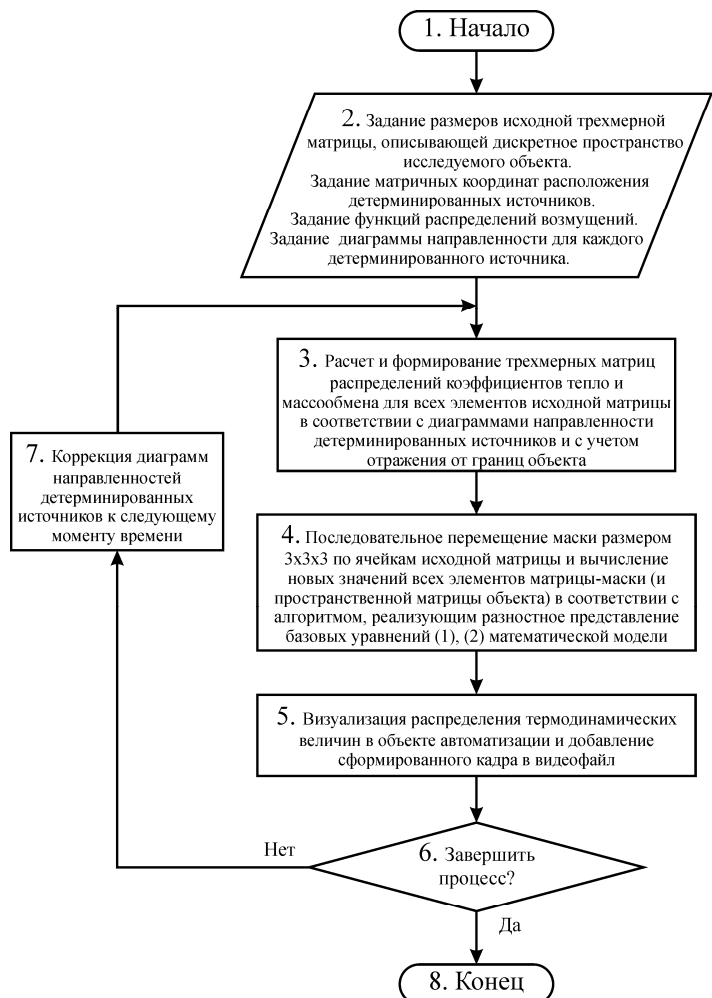 1. Начало
2. Задание размеров исходной трехмерной
матрицы, описывающей дискретное пространство
исследуемого объекта.
Задание матричных координат расположения
детерминированных источников.
Задание функций распределений возмущений.
Задание диаграммы направленности для каждого
детерминированного источника.
3. Расчет и формирование трехмерных матриц
распределений коэффициентов тепло и
массообмена для всех элементов исходной матрицы
в соответствии с диаграммами направленности
детерминированных источников и с учетом
отражения от границ объекта
7. Коррекция диаграмм
направленностей
детерминированных
источников к следующему
моменту времени
4. Последовательное перемещение маски размером
3х3х3 по ячейкам исходной матрицы и вычисление
новых значений всех элементов матрицы-маски (и
пространственной матрицы объекта) в соответствии с
алгоритмом, реализующим разностное представление
базовых уравнений (1), (2) математической модели
5. Визуализация распределения термодинамических
величин в объекте автоматизации и добавление
сформированного кадра в видеофайл
Нет
6. Завершить
процесс?
Да
8. Конец